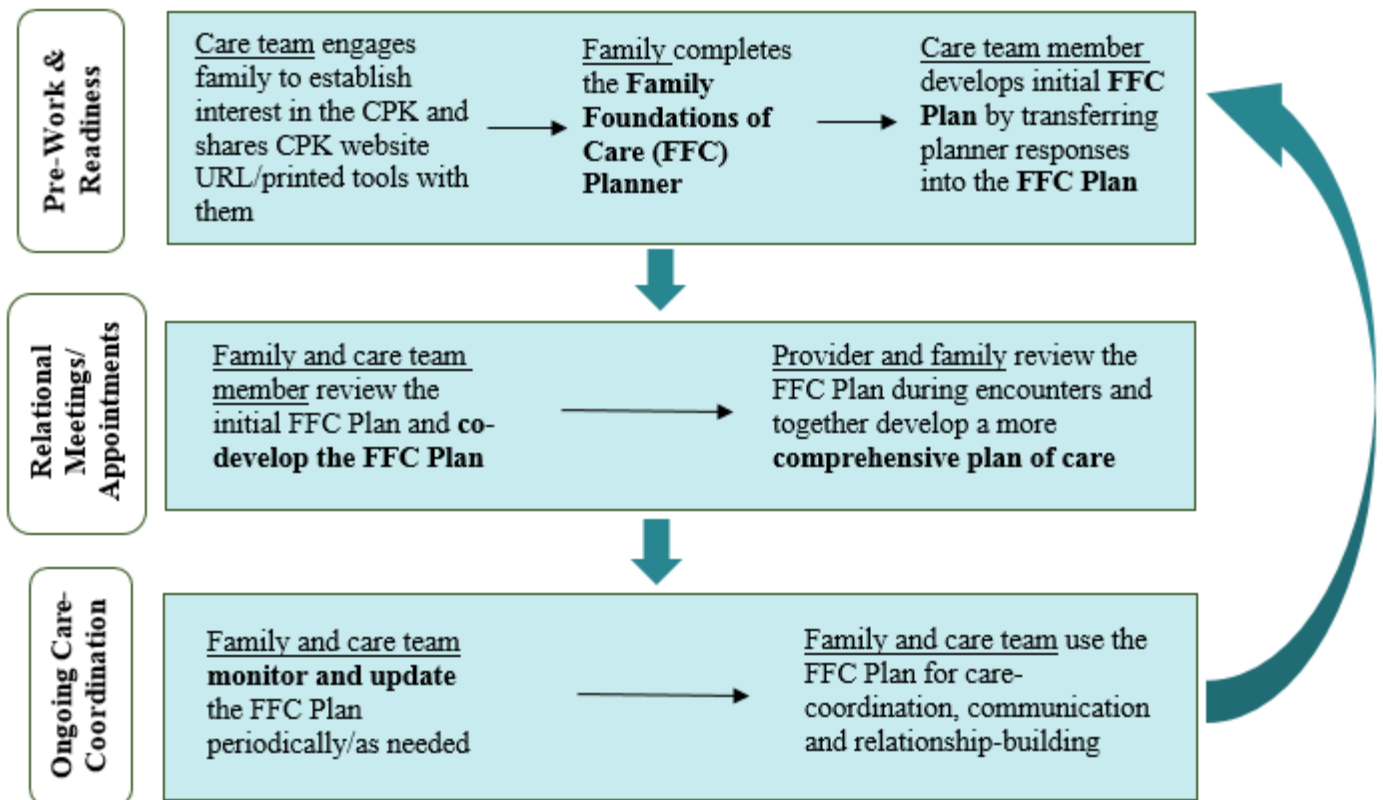 Pre-Work &
Readiness
Care team engages
family to establish
interest in the CPK and
shares CPK website
URL/printed tools with
them
Family completes
the Family
Foundations of
Care (FFC)
Planner
Care team member
develops initial FFC
Plan by transferring
planner responses
into the FFC Plan
Relational
Meetings/
Appointments
Family and care team
member review the
initial FFC Plan and co-
develop the FFC Plan
Provider and family review the
FFC Plan during encounters and
together develop a more
comprehensive plan of care
Ongoing Care-
Coordination
Family and care team
monitor and update
the FFC Plan
periodically/as needed
Family and care team use the
FFC Plan for care-
coordination, communication
and relationship-building